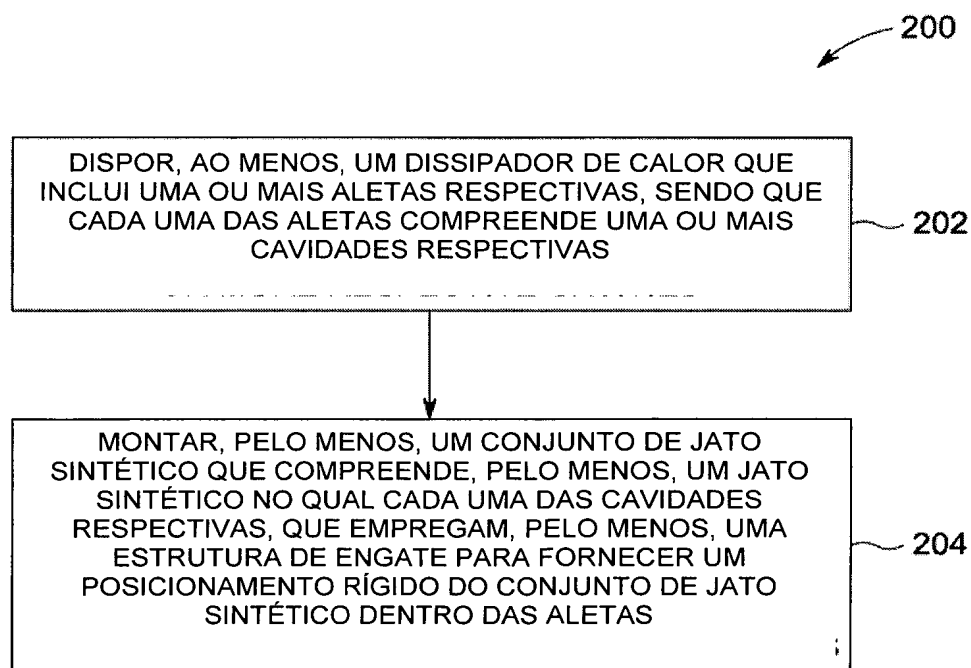 200
DISPOR, AO MENOS, UM DISSIPADOR DE CALOR QUE
INCLUI UMA OU MAIS ALETAS RESPECTIVAS, SENDO QUE
CADA UMA DAS ALETAS COMPREENDE UMA OU MAIS
CAVIDADES RESPECTIVAS
202
MONTAR, PELO MENOS, UM CONJUNTO DE JATO
SINTÉTICO QUE COMPREENDE, PELO MENOS, UM JATO
SINTÉTICO NO QUAL CADA UMA DAS CAVIDADES
RESPECTIVAS, QUE EMPREGAM, PELO MENOS, UMA
ESTRUTURA DE ENGATE PARA FORNECER UM
POSICIONAMENTO RÍGIDO DO CONJUNTO DE JATO
SINTÉTICO DENTRO DAS ALETAS
204